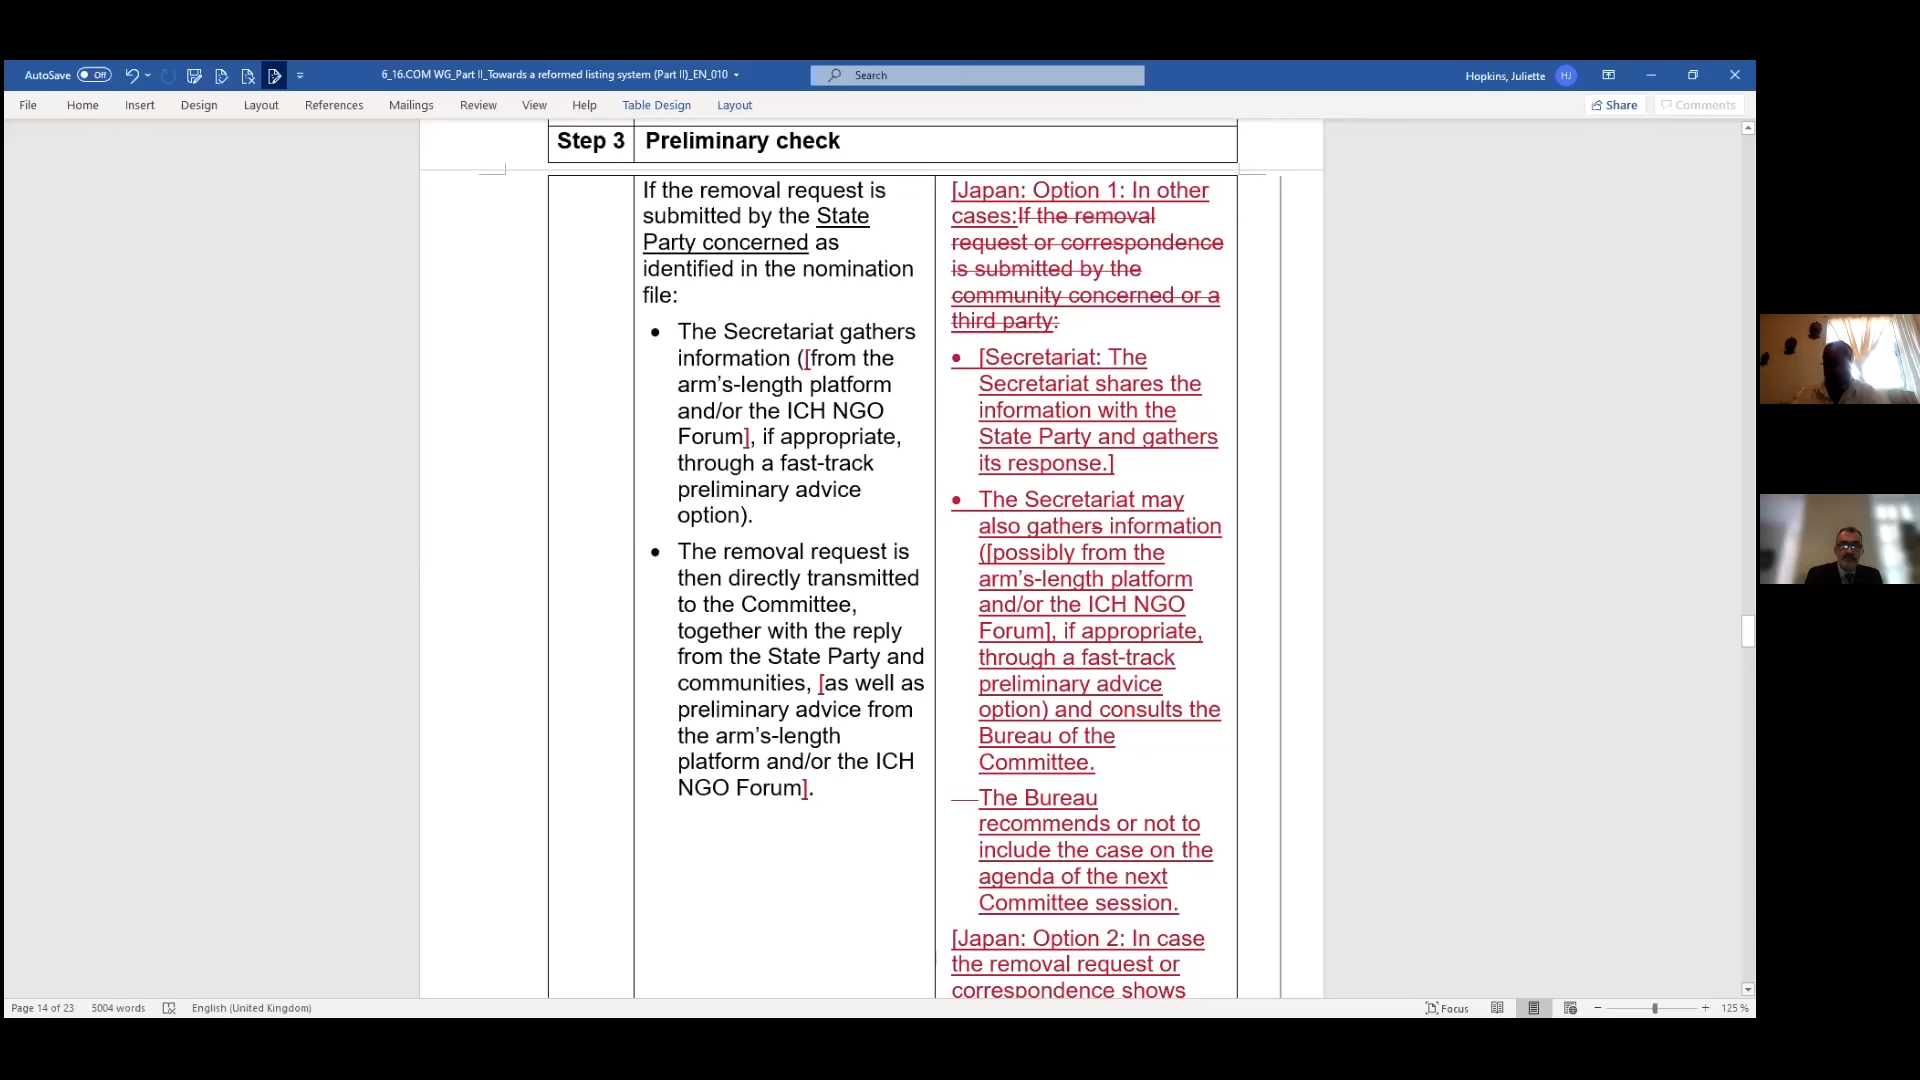 AutoSave Off
6_16.COM WG_Part II_Towards a reformed listing system (Part II)_EN_010
Search
Hopkins, Juliette HJ
File Home Insert Design Layout References Mailings Review View Help Table Design Layout
Share Comments
Step 3 Preliminary check
If the removal request is
submitted by the State
Party concerned as
identified in the nomination
file:
• The Secretariat gathers
information ([from the
arm's-length platform
and/or the ICH NGO
Forum], if appropriate,
through a fast-track
preliminary advice
option).
• The removal request is
then directly transmitted
to the Committee,
together with the reply
from the State Party and
communities, [as well as
preliminary advice from
the arm's-length
platform and/or the ICH
NGO Forum].
[Japan: Option 1: In other
cases:If the removal
request or correspondence
is submitted by the
community concerned or a
third party:
• [Secretariat: The
Secretariat shares the
information with the
State Party and gathers
its response.]
• The Secretariat may
also gathers information
([possibly from the
arm's-length platform
and/or the ICH NGO
Forum], if appropriate,
through a fast-track
preliminary advice
option) and consults the
Bureau of the
Committee.
The Bureau
recommends or not to
include the case on the
agenda of the next
Committee session.
[Japan: Option 2: In case
the removal request or
correspondence shows
Page 14 of 23 5004 words English (United Kingdom) Focus 125 %